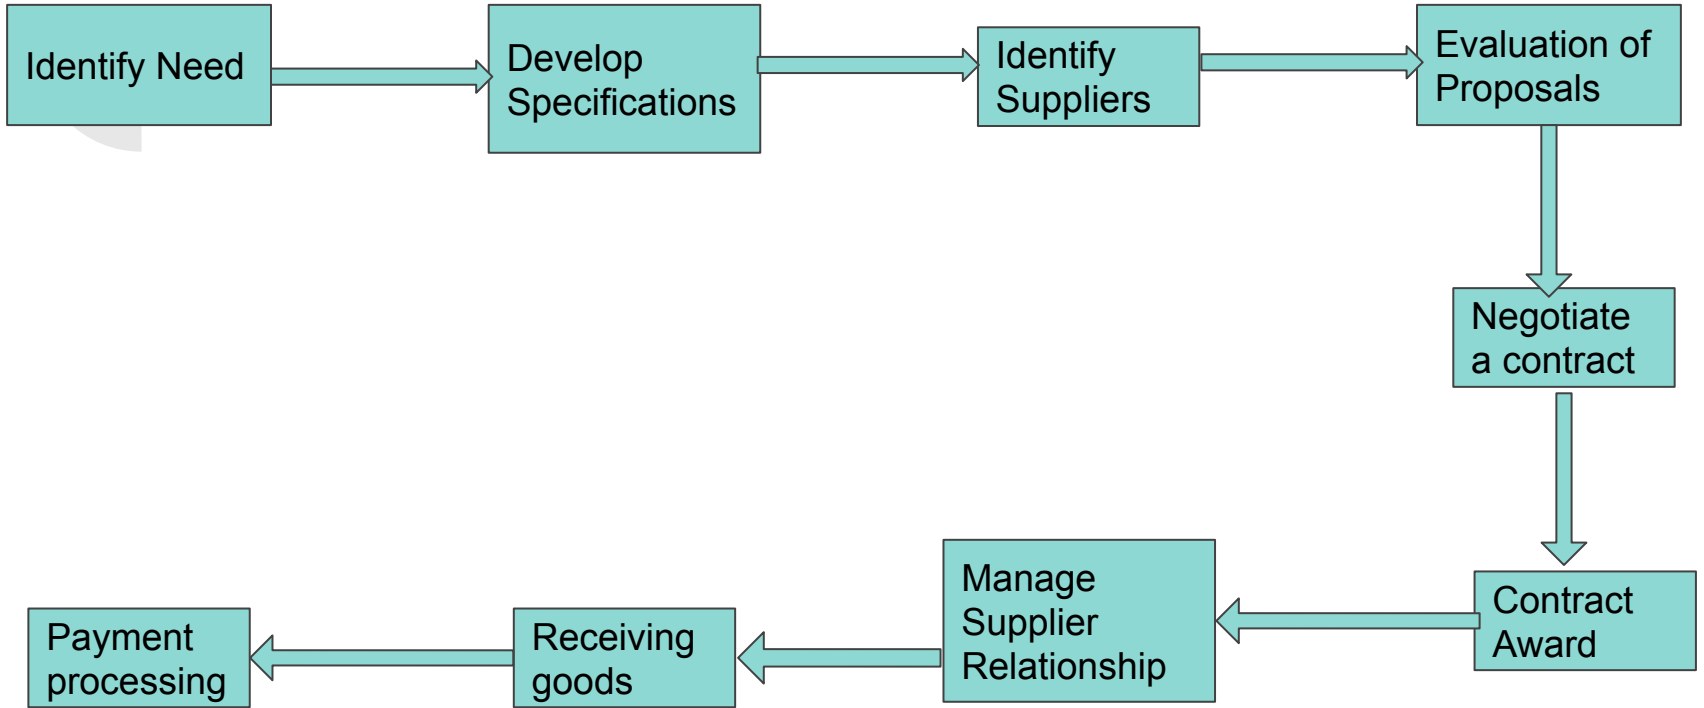 Identify Need
Develop
Specifications
Identify
Suppliers
Evaluation of
Proposals
Negotiate
a contract
Contract
Award
Manage
Supplier
Relationship
Receiving
goods
Payment
processing